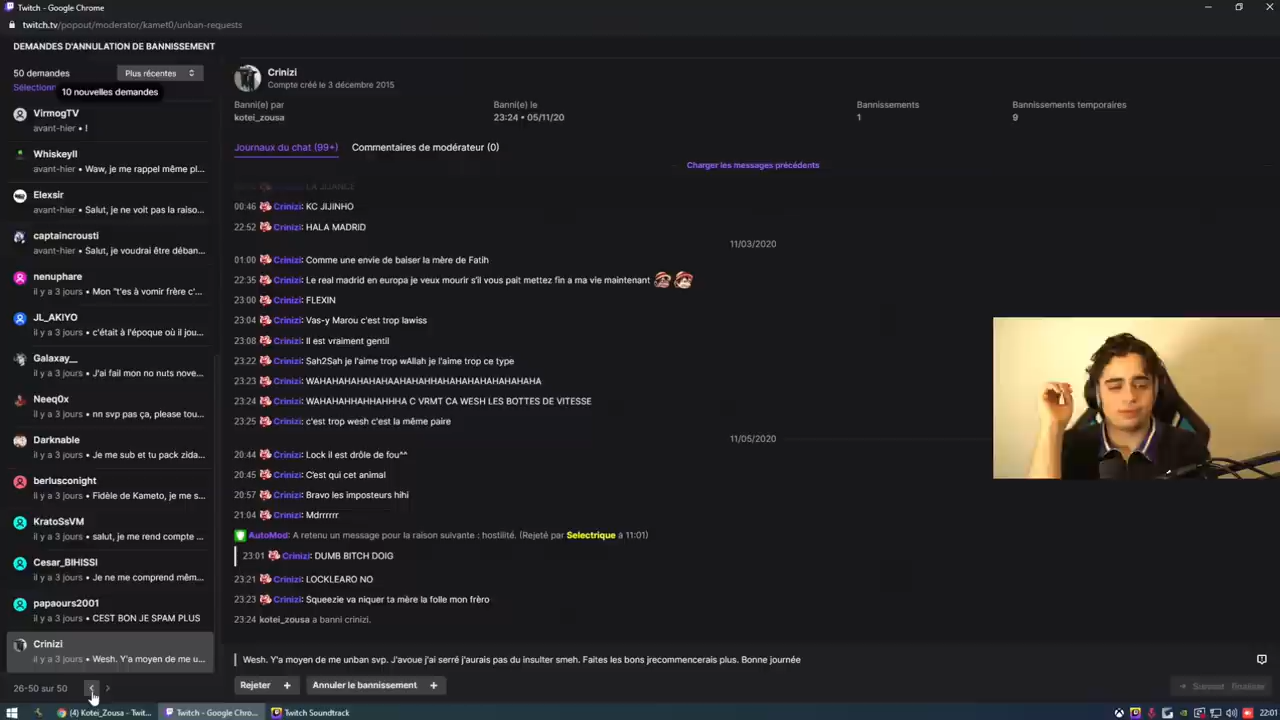 Twitch - Google Chrome
twitch.tv/popout/moderator/kamet0/unban-requests
DEMANDES D'ANNULATION DE BANNISSEMENT
50 demandes
Plus récentes
Sélectionn
10 nouvelles demandes
VirmogTV
avant-hier • !
Whiskeyll
avant-hier • Waw, je me rappel même pl...
Elexsir
avant-hier • Salut, je ne voit pas la raiso...
captaincrousti
avant-hier • Salut, je voudrai être déban...
nenuphare
il y a 3 jours • Mon "t'es à vomir frère c'...
JL_AKIYO
il y a 3 jours • c'était à l'époque où il jou...
Galaxay__
il y a 3 jours • J'ai fail mon no nuts nove...
Neeq0x
il y a 3 jours • nn svp pas ça, please tou...
Darknable
il y a 3 jours • Je me sub et tu pack zida...
berlusconight
il y a 3 jours • Fidèle de Kameto, je me s...
KratoSsVM
il y a 3 jours • salut, je me rend compte ...
Cesar_BIHISSI
il y a 3 jours • Je ne me comprend mêm...
papaours2001
il y a 3 jours • CEST BON JE SPAM PLUS
Crinizi
il y a 3 jours • Wesh. Y'a moyen de me u...
26-50 sur 50
Crinizi
Compte créé le 3 décembre 2015
Banni(e) par
kotei_zousa
Banni(e) le
23:24 • 05/11/20
Bannissements
1
Bannissements temporaires
9
Journaux du chat (99+)
Commentaires de modérateur (0)
Charger les messages précédents
LA JIJANCE
00:46 Crinizi: KC JIJINHO
22:52 Crinizi: HALA MADRID
11/03/2020
01:00 Crinizi: Comme une envie de baiser la mère de Fatih
22:35 Crinizi: Le real madrid en europa je veux mourir s'il vous paît mettez fin a ma vie maintenant
23:00 Crinizi: FLEXIN
23:04 Crinizi: Vas-y Marou c'est trop lawiss
23:08 Crinizi: Il est vraiment gentil
23:22 Crinizi: Sah2Sah je l'aime trop wAllah je l'aime trop ce type
23:23 Crinizi: WAHAHAHAHAHAHAAHAHAHHAHAHAHAHAHAHAHA
23:24 Crinizi: WAHAHAHHAHHAHHHA C VRMT CA WESH LES BOTTES DE VITESSE
23:25 Crinizi: c'est trop wesh c'est la même paire
11/05/2020
20:44 Crinizi: Lock il est drôle de fou^^
20:45 Crinizi: C'est qui cet animal
20:57 Crinizi: Bravo les imposteurs hihi
21:04 Crinizi: Mdrrrrrr
AutoMod: A retenu un message pour la raison suivante : hostilité. (Rejeté par Selectrique à 11:01)
23:01 Crinizi: DUMB BITCH DOIG
23:21 Crinizi: LOCKLEARO NO
23:23 Crinizi: Squeezie va niquer ta mère la folle mon frèro
23:24 kotei_zousa a banni crinizi.
Wesh. Y'a moyen de me unban svp. J'avoue j'ai serré j'aurais pas du insulter smeh. Faites les bons jrecommencerais plus. Bonne journée
Rejeter +
Annuler le bannissement +
Suivant
(4) Kotei_Zousa - Twit...
Twitch - Google Chro...
Twitch Soundtrack
22:01